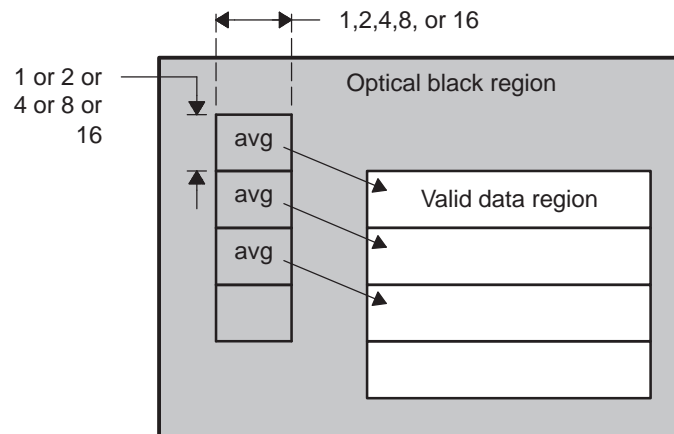 1,2,4,8, or 16
1 or 2 or
4 or 8 or
16
Optical black region
avg
avg
avg
Valid data region